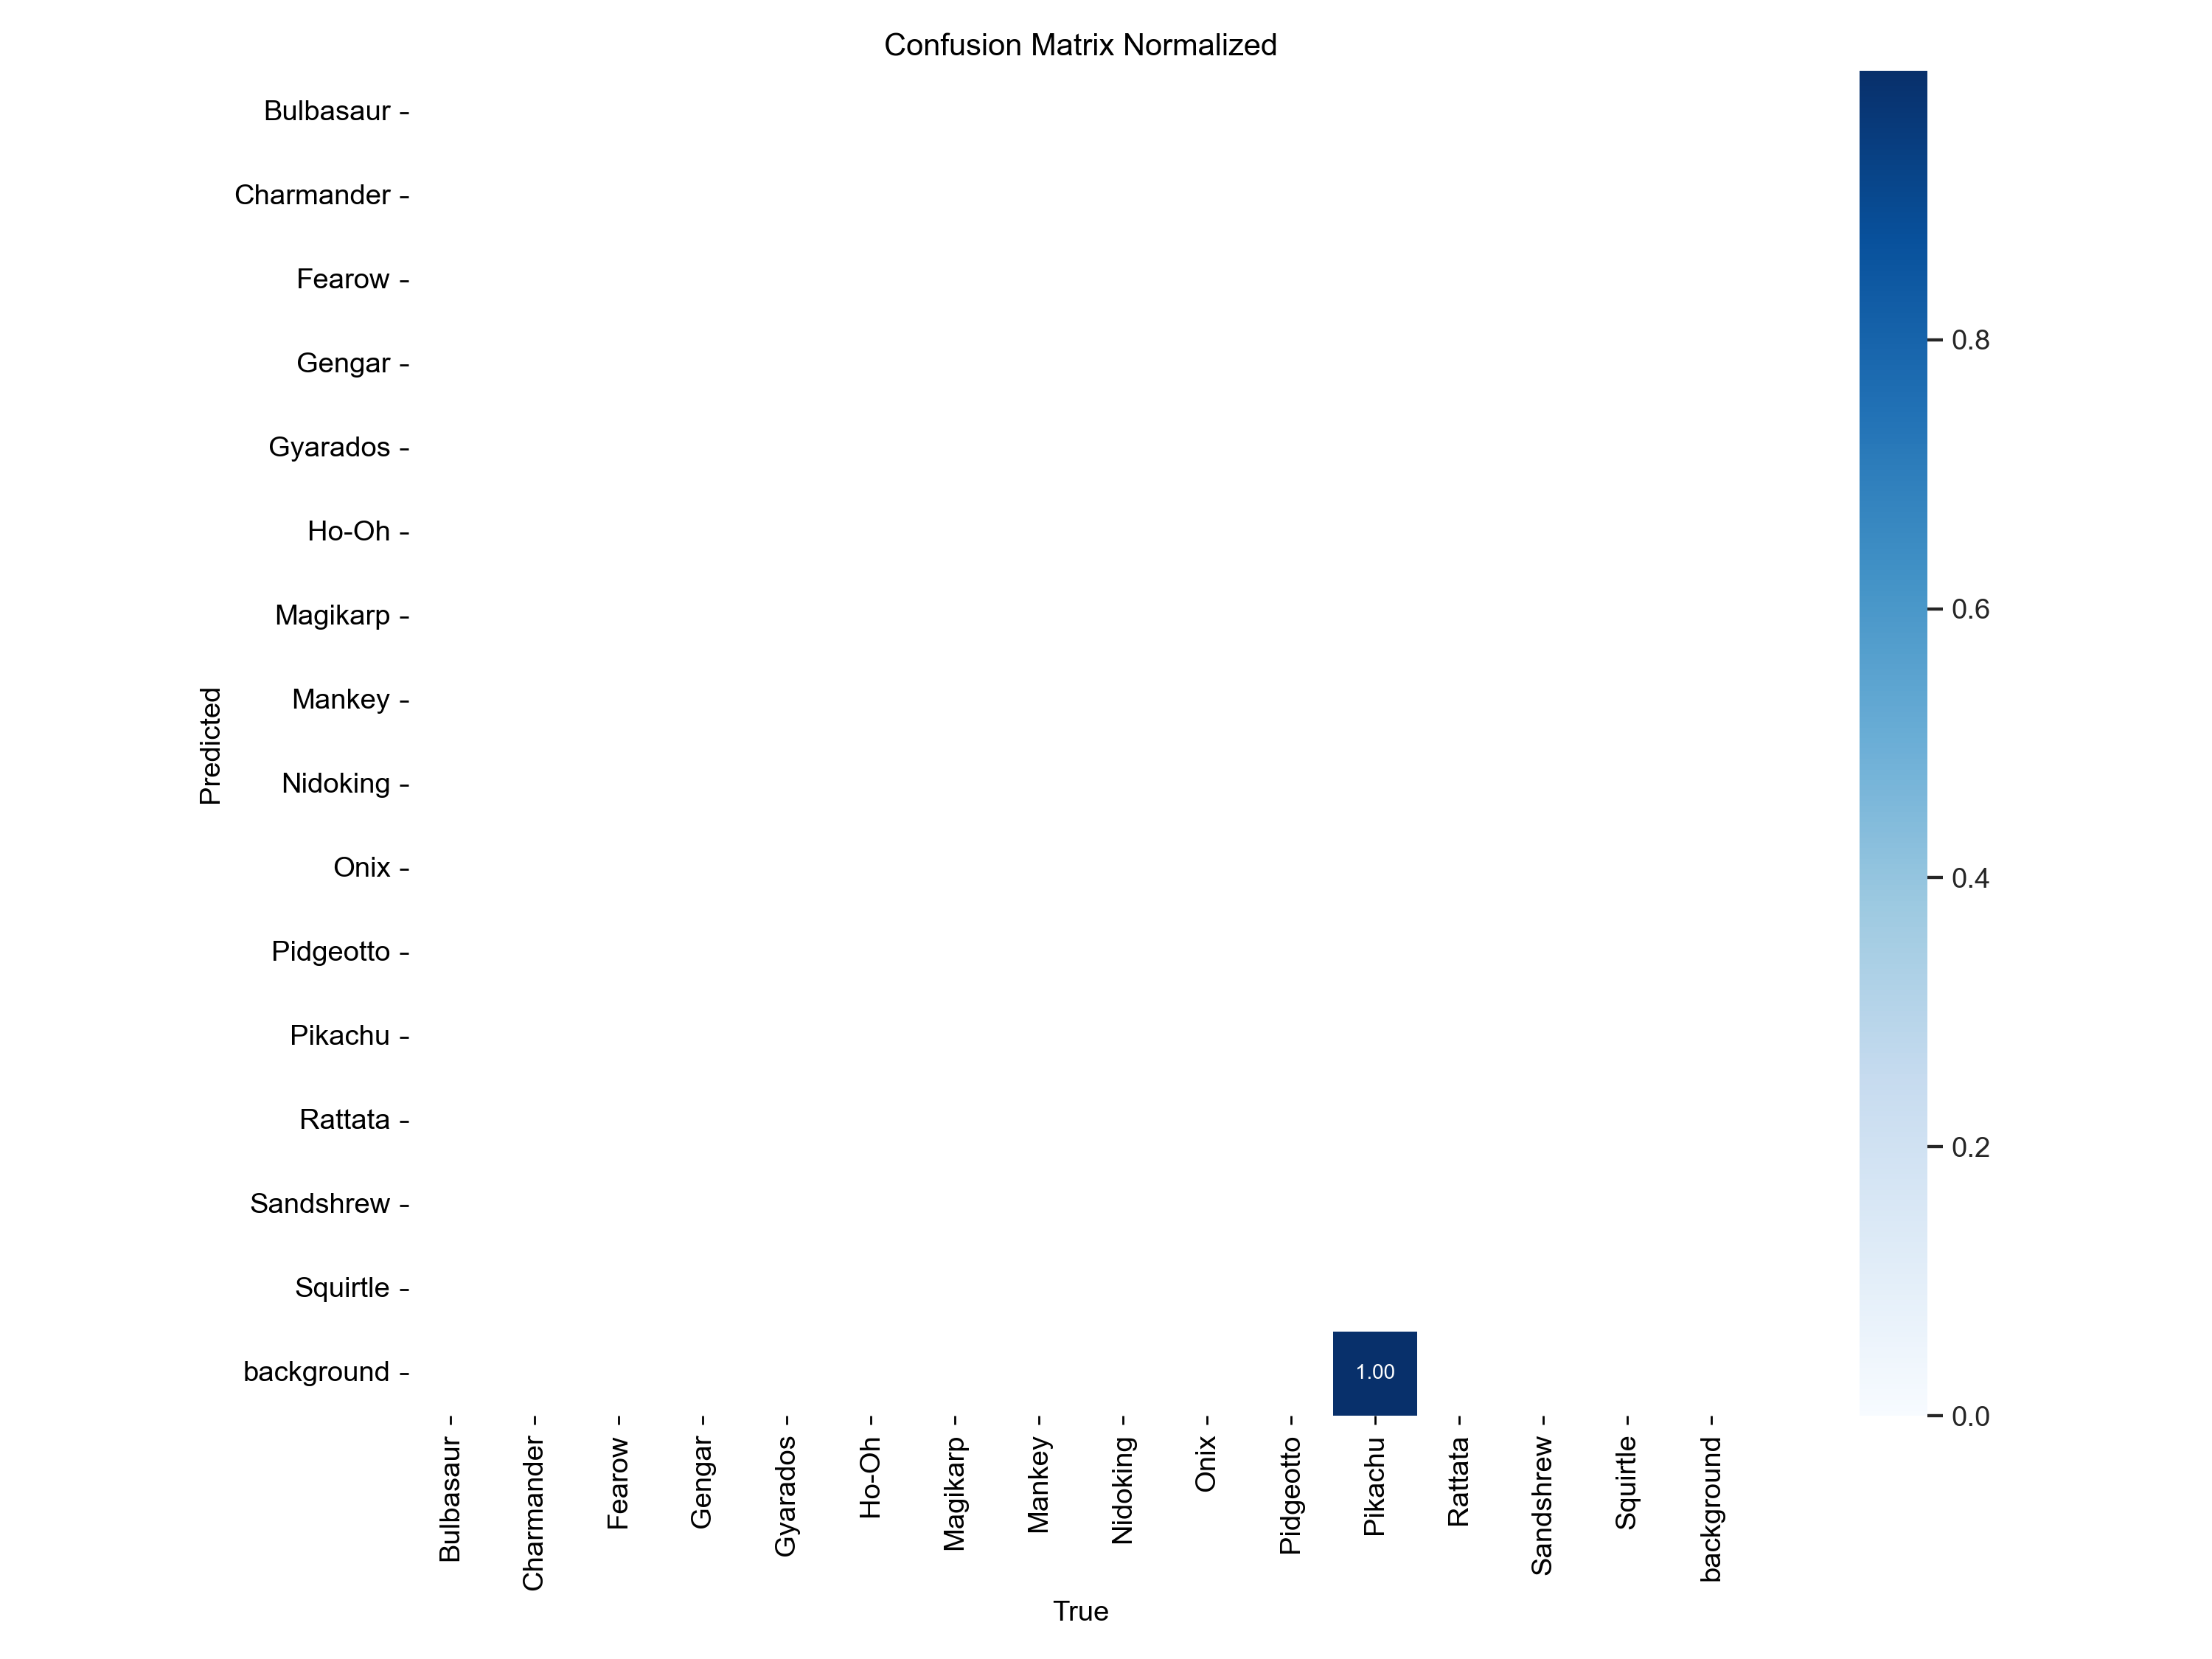 Confusion Matrix Normalized
Predicted
Bulbasaur
Charmander
Fearow
Gengar
Gyarados
Ho-Oh
Magikarp
Mankey
Nidoking
Onix
Pidgeotto
Pikachu
Rattata
Sandshrew
Squirtle
background
1.00
Bulbasaur
Charmander
Fearow
Gengar
Gyarados
Ho-Oh
Magikarp
Mankey
Nidoking
Onix
Pidgeotto
Pikachu
Rattata
Sandshrew
Squirtle
background
True
0.8
0.6
0.4
0.2
0.0